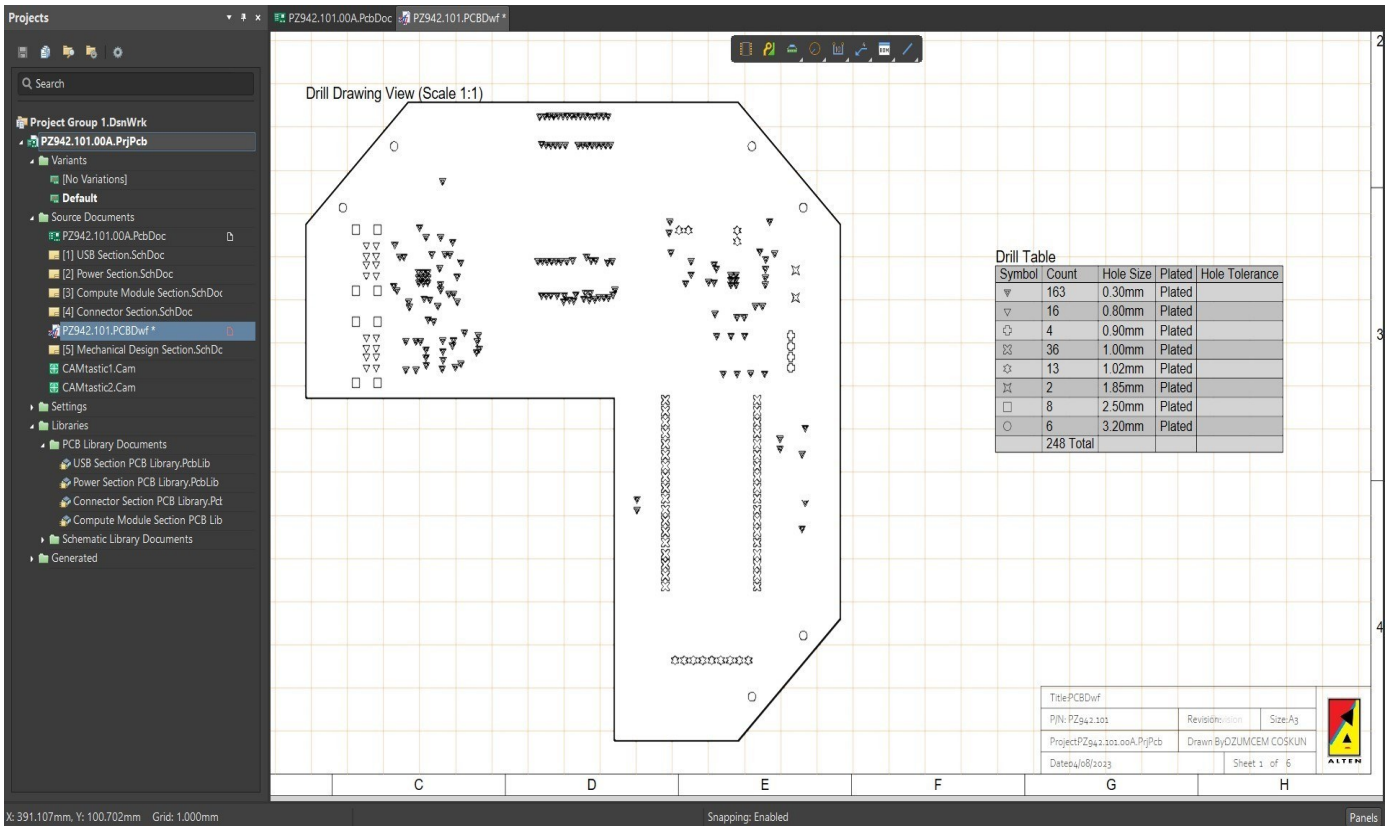 Projects
PZ942.101.00A.PcbDoc
PZ942.101.PCBDwf *
Search
Project Group 1.DsnWrk
PZ942.101.00A.PrjPcb
Variants
[No Variations]
Default
Source Documents
PZ942.101.00A.PcbDoc
[1] USB Section.SchDoc
[2] Power Section.SchDoc
[3] Compute Module Section.SchDoc
[4] Connector Section.SchDoc
PZ942.101.PCBDwf *
[5] Mechanical Design Section.SchDc
CAMtastic1.Cam
CAMtastic2.Cam
Settings
Libraries
PCB Library Documents
USB Section PCB Library.PcbLib
Power Section PCB Library.PcbLib
Connector Section PCB Library.Pct
Compute Module Section PCB Lib
Schematic Library Documents
Generated
Drill Drawing View (Scale 1:1)
Drill Table
Symbol Count Hole Size Plated Hole Tolerance
163 0.30mm Plated
16 0.80mm Plated
4 0.90mm Plated
36 1.00mm Plated
13 1.02mm Plated
2 1.85mm Plated
8 2.50mm Plated
6 3.20mm Plated
248 Total
2
3
4
Title:PCBDwf
P/N: PZ942.101 Revision: Size:A3
ProjectPZ942.101.00A.PrjPcb Drawn ByOZUMCEM COSKUN
Date04/08/2023 Sheet 1 of 6
ALTEN
C D E F G H
X: 391.107mm, Y: 100.702mm Grid: 1.000mm
Snapping: Enabled
Panels